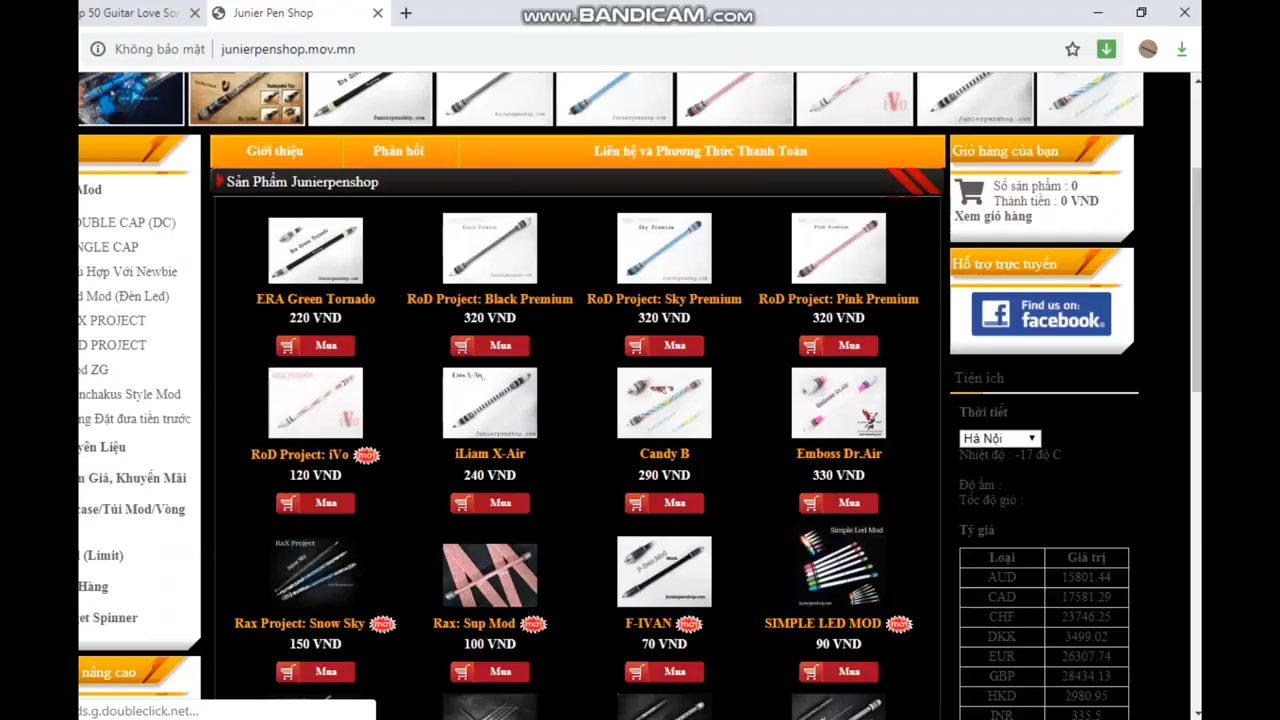 p 50 Guitar Love Son
Junier Pen Shop
www.BANDICAM.com
Không bảo mật
junierpenshop.mov.mn
Giới thiệu
Phản hồi
Liên hệ và Phương Thức Thanh Toán
Giỏ hàng của bạn
Sản Phẩm Junierpenshop
Số sản phẩm : 0
Thành tiền : 0 VND
Xem giỏ hàng
Mod
OUBLE CAP (DC)
NGLE CAP
ù Hợp Với Newbie
d Mod (Đèn Led)
X PROJECT
D PROJECT
ed ZG
nchakus Style Mod
ng Đặt đưa tiền trước
yên Liệu
n Giá, Khuyến Mãi
case/Túi Mod/Vòng
l (Limit)
Hàng
et Spinner
nâng cao
ds.g.doubleclick.net...
ERA Green Tornado
RoD Project: Black Premium
RoD Project: Sky Premium
RoD Project: Pink Premium
220 VND
320 VND
320 VND
320 VND
Mua
Mua
Mua
Mua
RoD Project: iVo mới
iLiam X-Air
Candy B
Emboss Dr.Air
120 VND
240 VND
290 VND
330 VND
Mua
Mua
Mua
Mua
RaX Project
Simple Led Mod
Rax Project: Snow Sky mới
Rax: Sup Mod mới
F-IVAN mới
SIMPLE LED MOD mới
150 VND
100 VND
70 VND
90 VND
Mua
Mua
Mua
Mua
Hỗ trợ trực tuyến
Find us on:
facebook.
Tiện ích
Thời tiết
Hà Nội
Nhiệt độ : -17 độ C
Độ ẩm :
Tốc độ gió :
Tỷ giá
Loại Giá trị
AUD 15801.44
CAD 17581.29
CHF 23746.25
DKK 3499.02
EUR 26307.74
GBP 28434.13
HKD 2980.95
INR 335.5